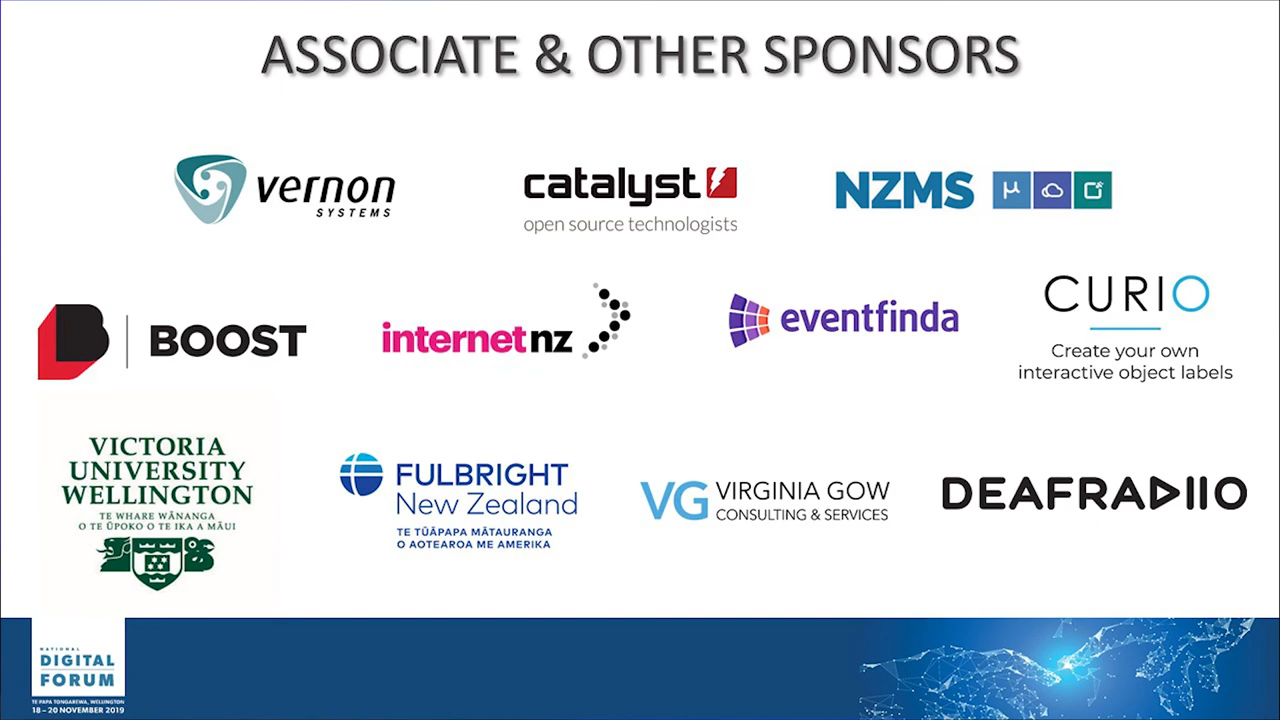 ASSOCIATE & OTHER SPONSORS
vernon
SYSTEMS
catalyst
open source technologists
NZMS
μ
B
BOOST
internetnz
eventfinda
CURIO
Create your own
interactive object labels
VICTORIA
UNIVERSITY
WELLINGTON
TE WHARE WĀNANGA
O TE ŪPOKO O TE IKA A MĀUI
FULBRIGHT
New Zealand
TE TŪĀPAPA MĀTAURANGA
O AOTEAROA ME AMERIKA
VG
VIRGINIA GOW
CONSULTING & SERVICES
DEAFRADIO
NATIONAL
DIGITAL
FORUM
TE PAPA TONGAREWA, WELLINGTON
18 – 20 NOVEMBER 2019